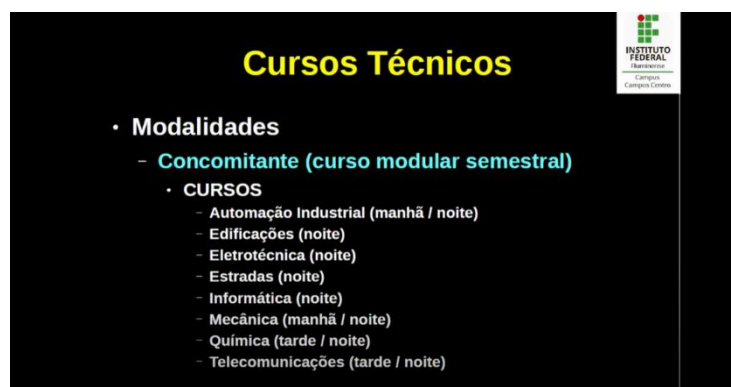 Cursos Técnicos
INSTITUTO
FEDERAL
Fluminense
Campus
Campos Centro
• Modalidades
– Concomitante (curso modular semestral)
• CURSOS
– Automação Industrial (manhã / noite)
– Edificações (noite)
– Eletrotécnica (noite)
– Estradas (noite)
– Informática (noite)
– Mecânica (manhã / noite)
– Química (tarde / noite)
– Telecomunicações (tarde / noite)